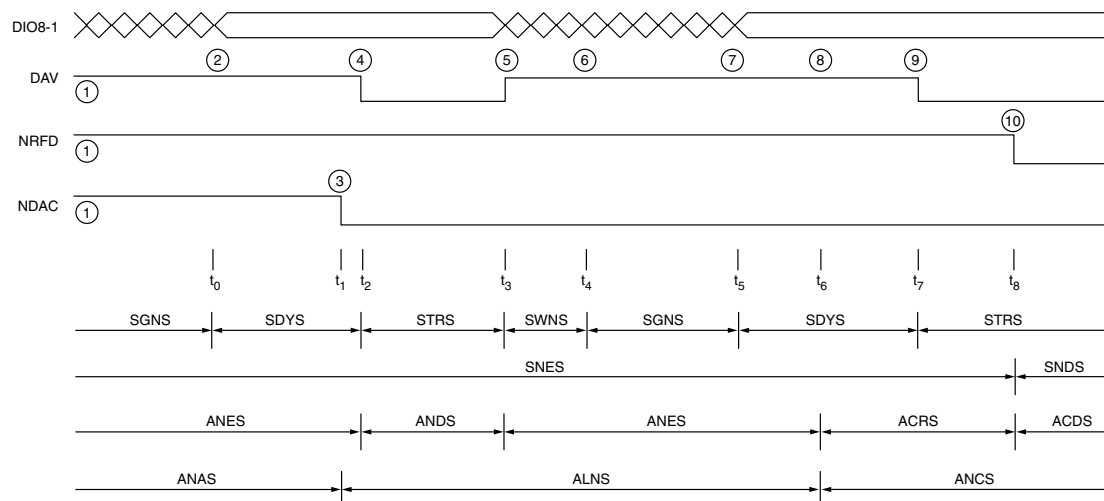 DIO8-1
② ④ ⑤ ⑥ ⑦ ⑧ ⑨
DAV
①
⑩
NRFD
①
③
NDAC
①
t0 t1 t2 t3 t4 t5 t6 t7 t8
SGNS SDYS STRS SWNS SGNS SDYS STRS
SNES SNDS
ANES ANDS ANES ACRS ACDS
ANAS ALNS ANCS